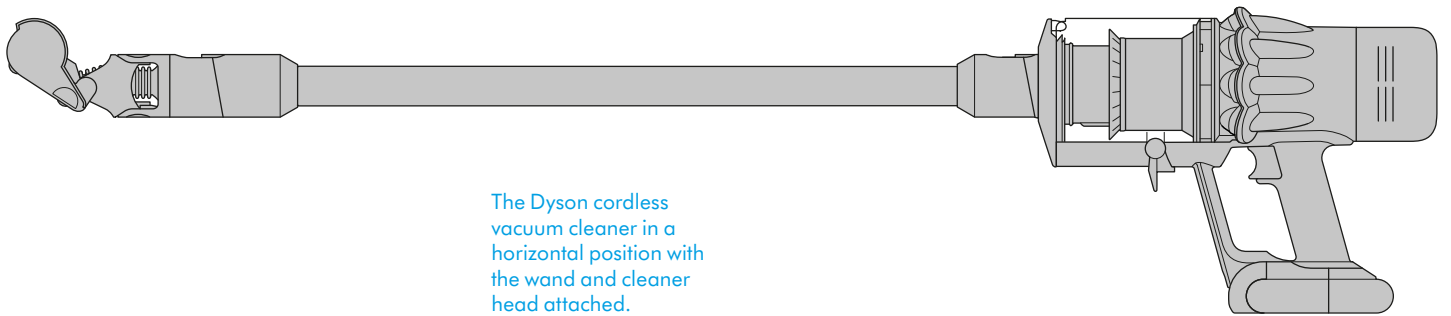 The Dyson cordless
vacuum cleaner in a
horizontal position with
the wand and cleaner
head attached.